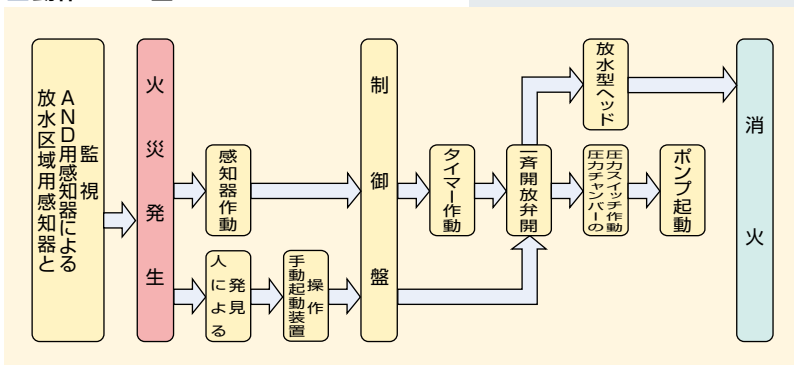 放水区域用感知器と
AND用感知器による
監視
火災発生
感知器作動
人による
発見
手動起動装置
操作
制御盤
タイマー作動
一斉開放弁開
放水型ヘッド
圧力チャンバーの
圧力スイッチ作動
ポンプ起動
消火